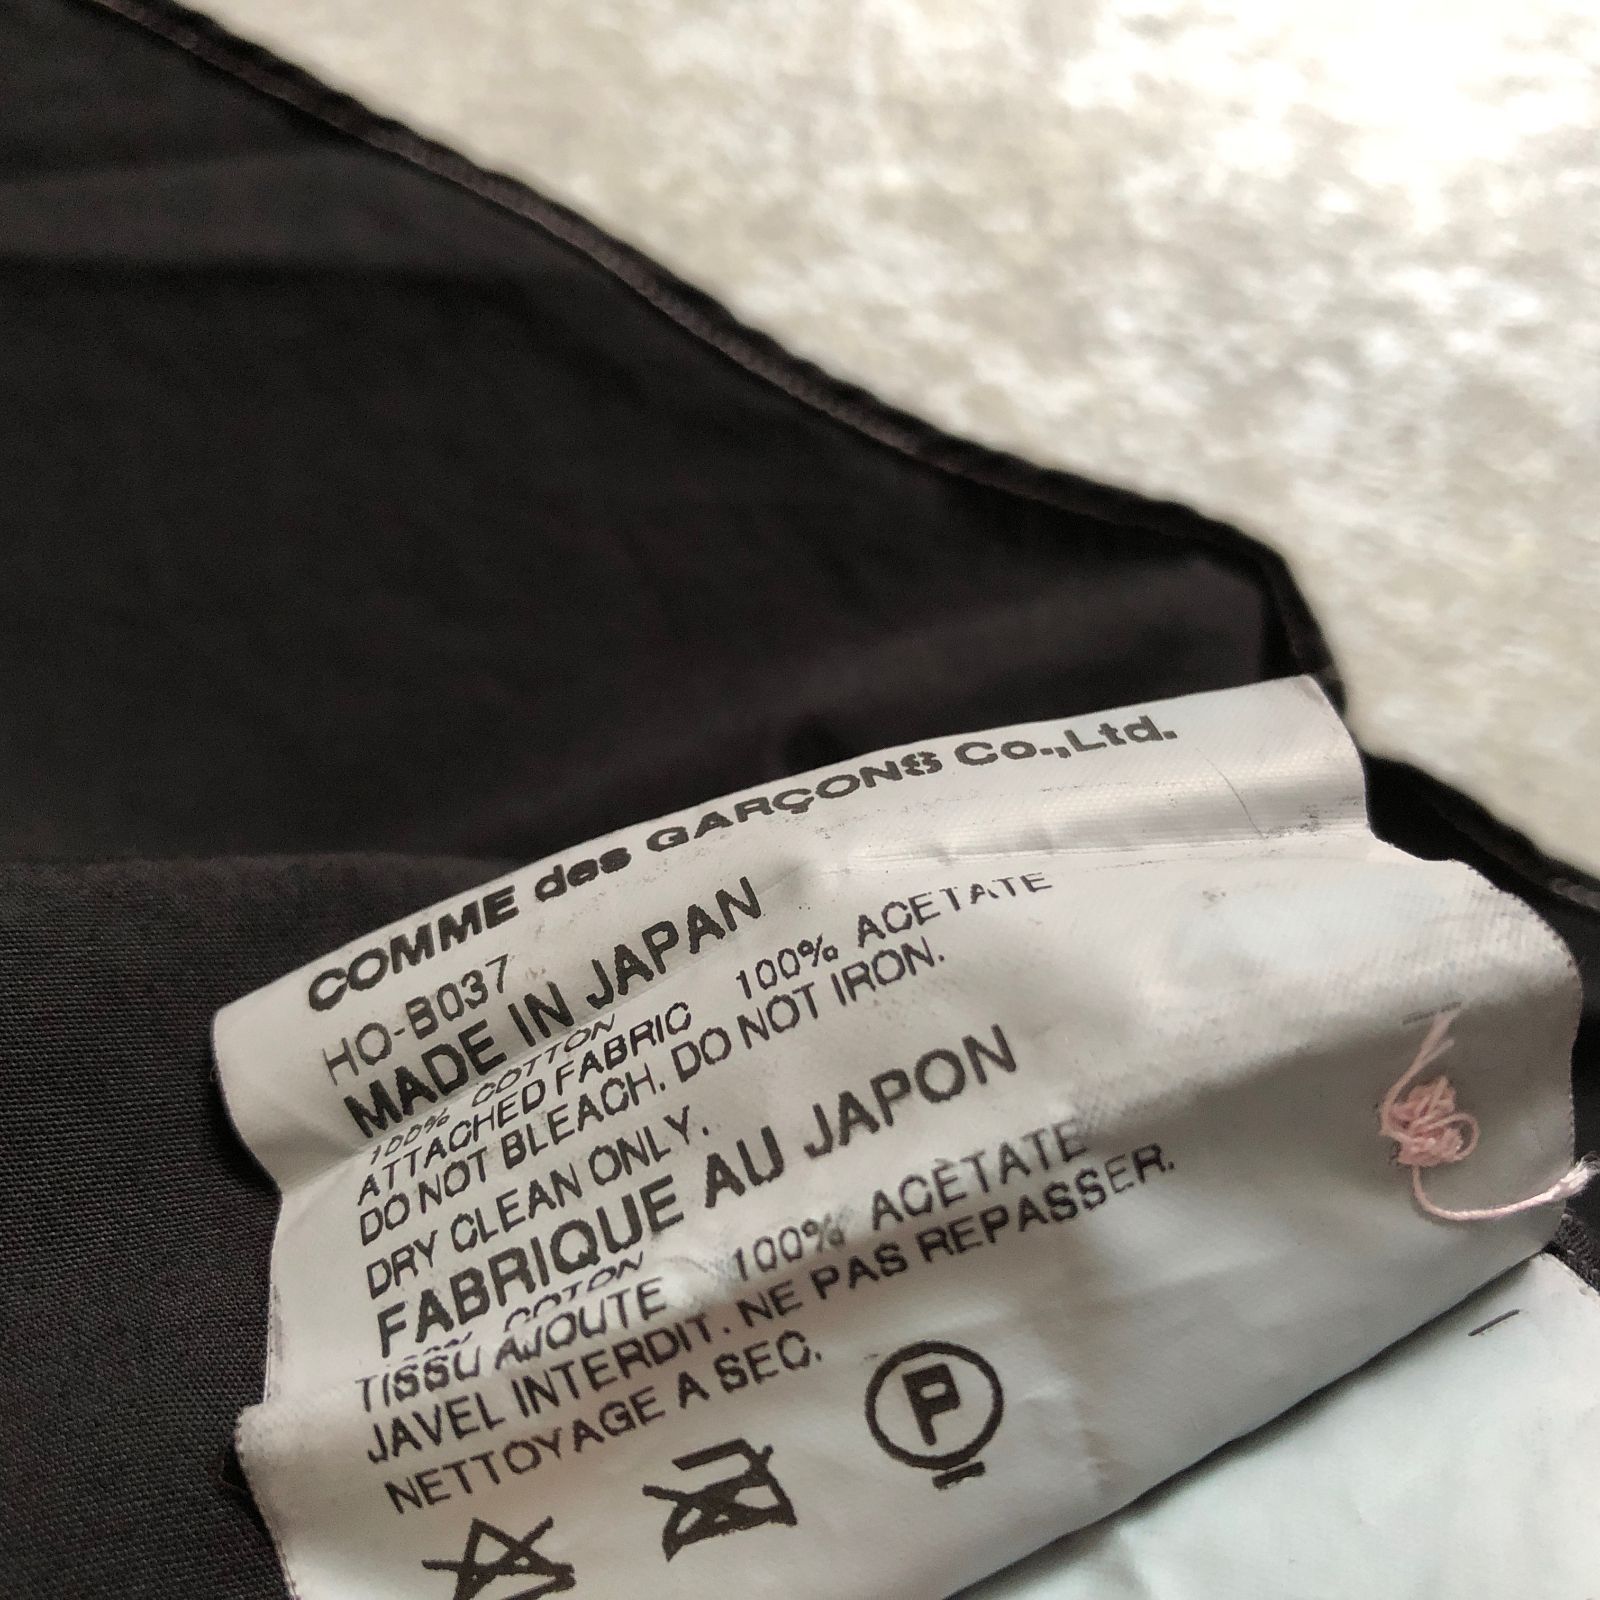 COMME des GARÇONS Co.,Ltd.
HO-B037
MADE IN JAPAN
100% COTTON
ATTACHED FABRIC 100% ACETATE
DO NOT BLEACH. DO NOT IRON.
DRY CLEAN ONLY.
FABRIQUE AU JAPON
COTON
TISSU AJOUTE 100% ACÈTATE
JAVEL INTERDIT. NE PAS REPASSER.
NETTOYAGE A SEC.
P